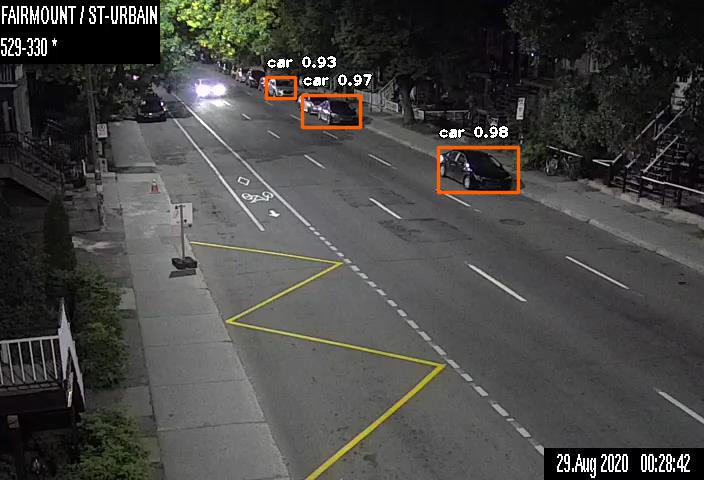 FAIRMOUNT / ST-URBAIN
529-330 *
car 0.93
car 0.97
car 0.98
29.Aug 2020 00:28:42